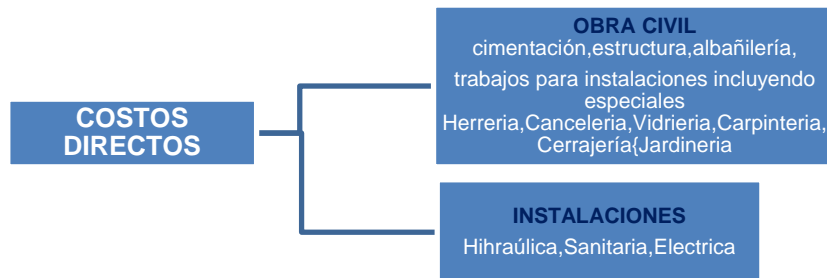 COSTOS
DIRECTOS
OBRA CIVIL
cimentación,estructura,albañilería,
trabajos para instalaciones incluyendo
especiales
Herreria,Canceleria,Vidrieria,Carpinteria,
Cerrajería{Jardineria
INSTALACIONES
Hihraúlica,Sanitaria,Electrica